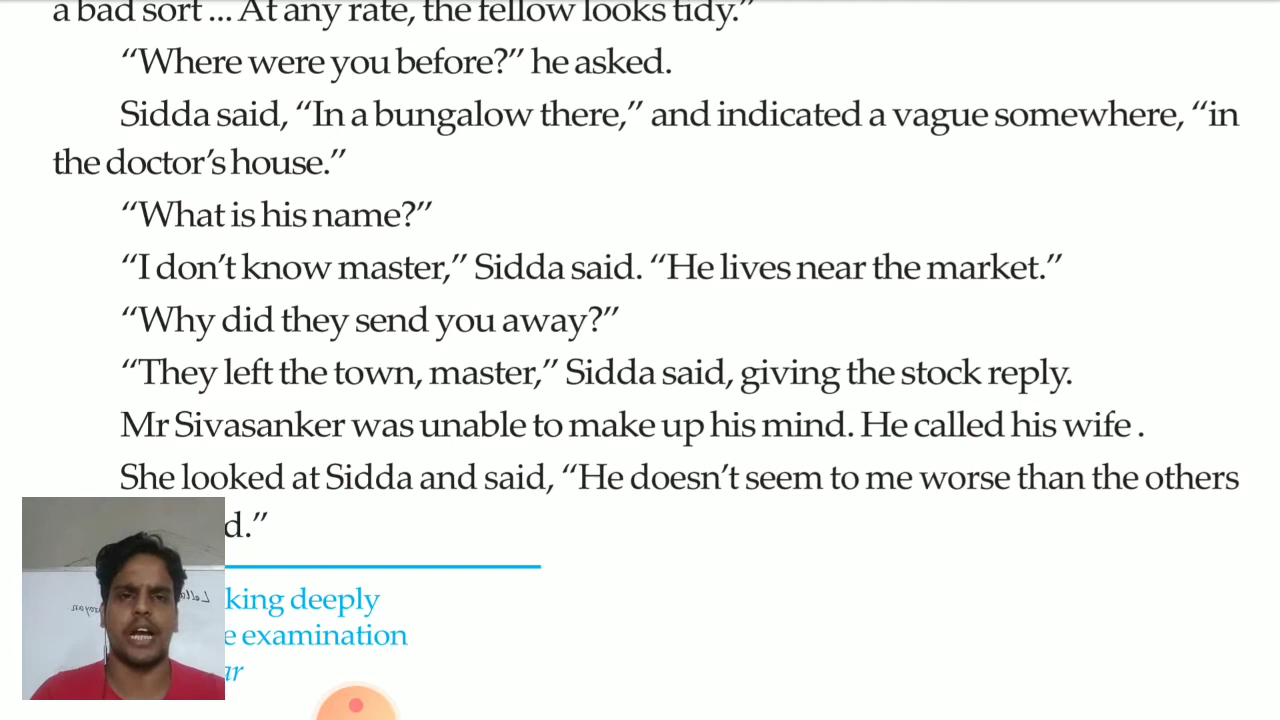 a bad sort ... At any rate, the fellow looks tidy.”
“Where were you before?” he asked.
Sidda said, “In a bungalow there,” and indicated a vague somewhere, “in
the doctor’s house.”
“What is his name?”
“I don’t know master,” Sidda said. “He lives near the market.”
“Why did they send you away?”
“They left the town, master,” Sidda said, giving the stock reply.
Mr Sivasanker was unable to make up his mind. He called his wife .
She looked at Sidda and said, “He doesn’t seem to me worse than the others
d.”
king deeply
e examination
ar